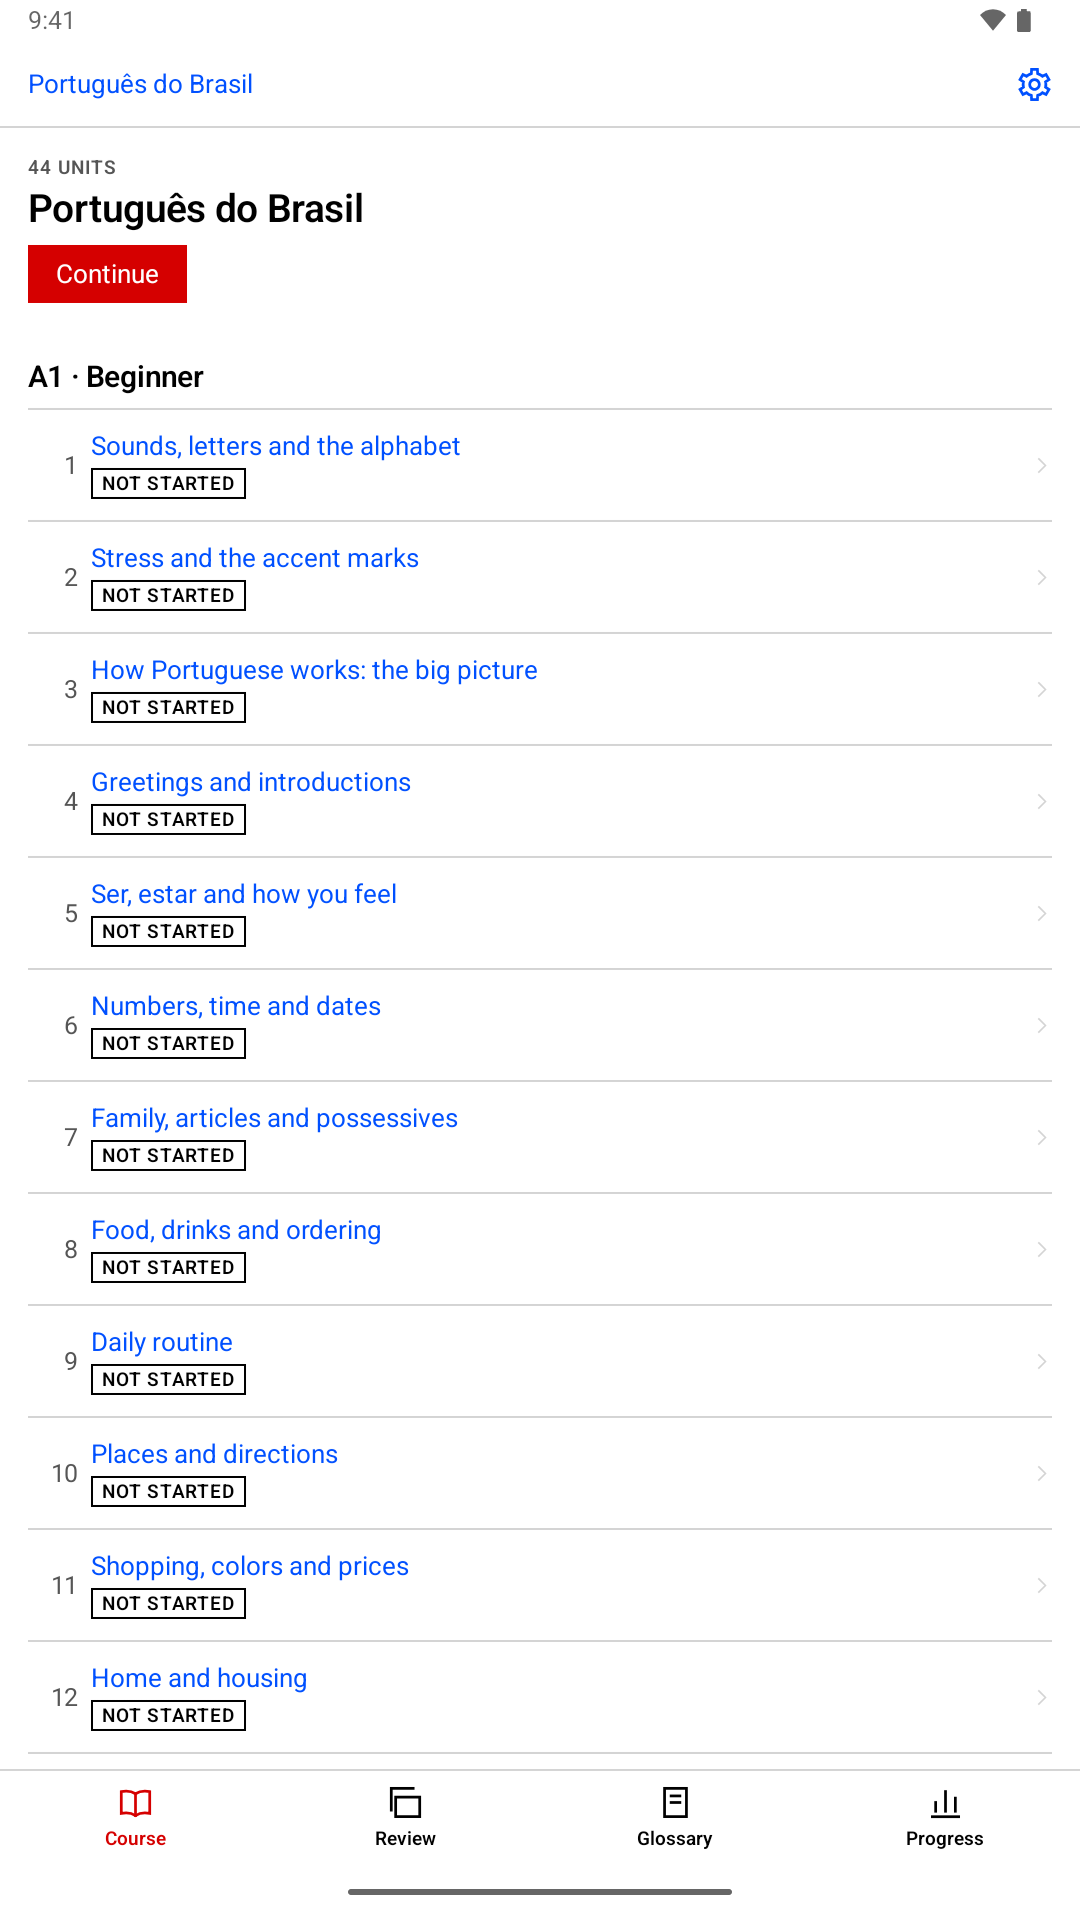 9:41
Português do Brasil
44 UNITS
Português do Brasil
Continue
A1 · Beginner
1
Sounds, letters and the alphabet
NOT STARTED
2
Stress and the accent marks
NOT STARTED
3
How Portuguese works: the big picture
NOT STARTED
4
Greetings and introductions
NOT STARTED
5
Ser, estar and how you feel
NOT STARTED
6
Numbers, time and dates
NOT STARTED
7
Family, articles and possessives
NOT STARTED
8
Food, drinks and ordering
NOT STARTED
9
Daily routine
NOT STARTED
10
Places and directions
NOT STARTED
11
Shopping, colors and prices
NOT STARTED
12
Home and housing
NOT STARTED
Course
Review
Glossary
Progress